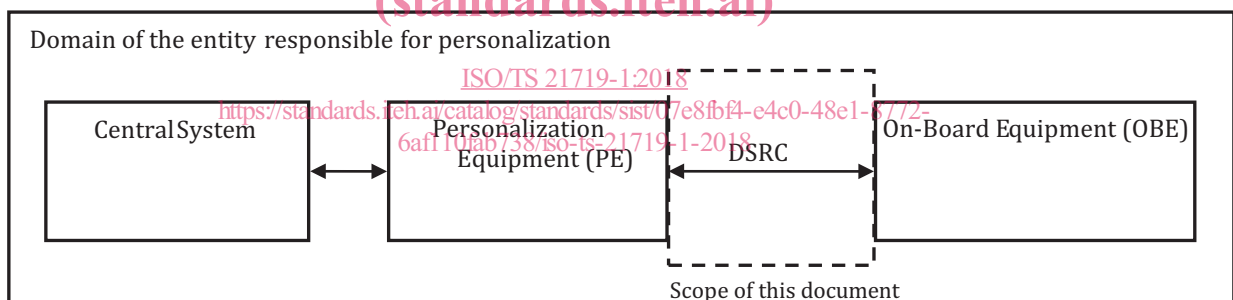 (standards.iteh.ai)
Domain of the entity responsible for personalization
ISO/TS 21719-1:2018
https://standards.iteh.ai/catalog/standards/sist/07e8fbf4-e4c0-48e1-8772-
6aff10fab738/iso-ts-21719-1-2018
Central System
Personalization
Equipment (PE)
DSRC
On-Board Equipment (OBE)
Scope of this document